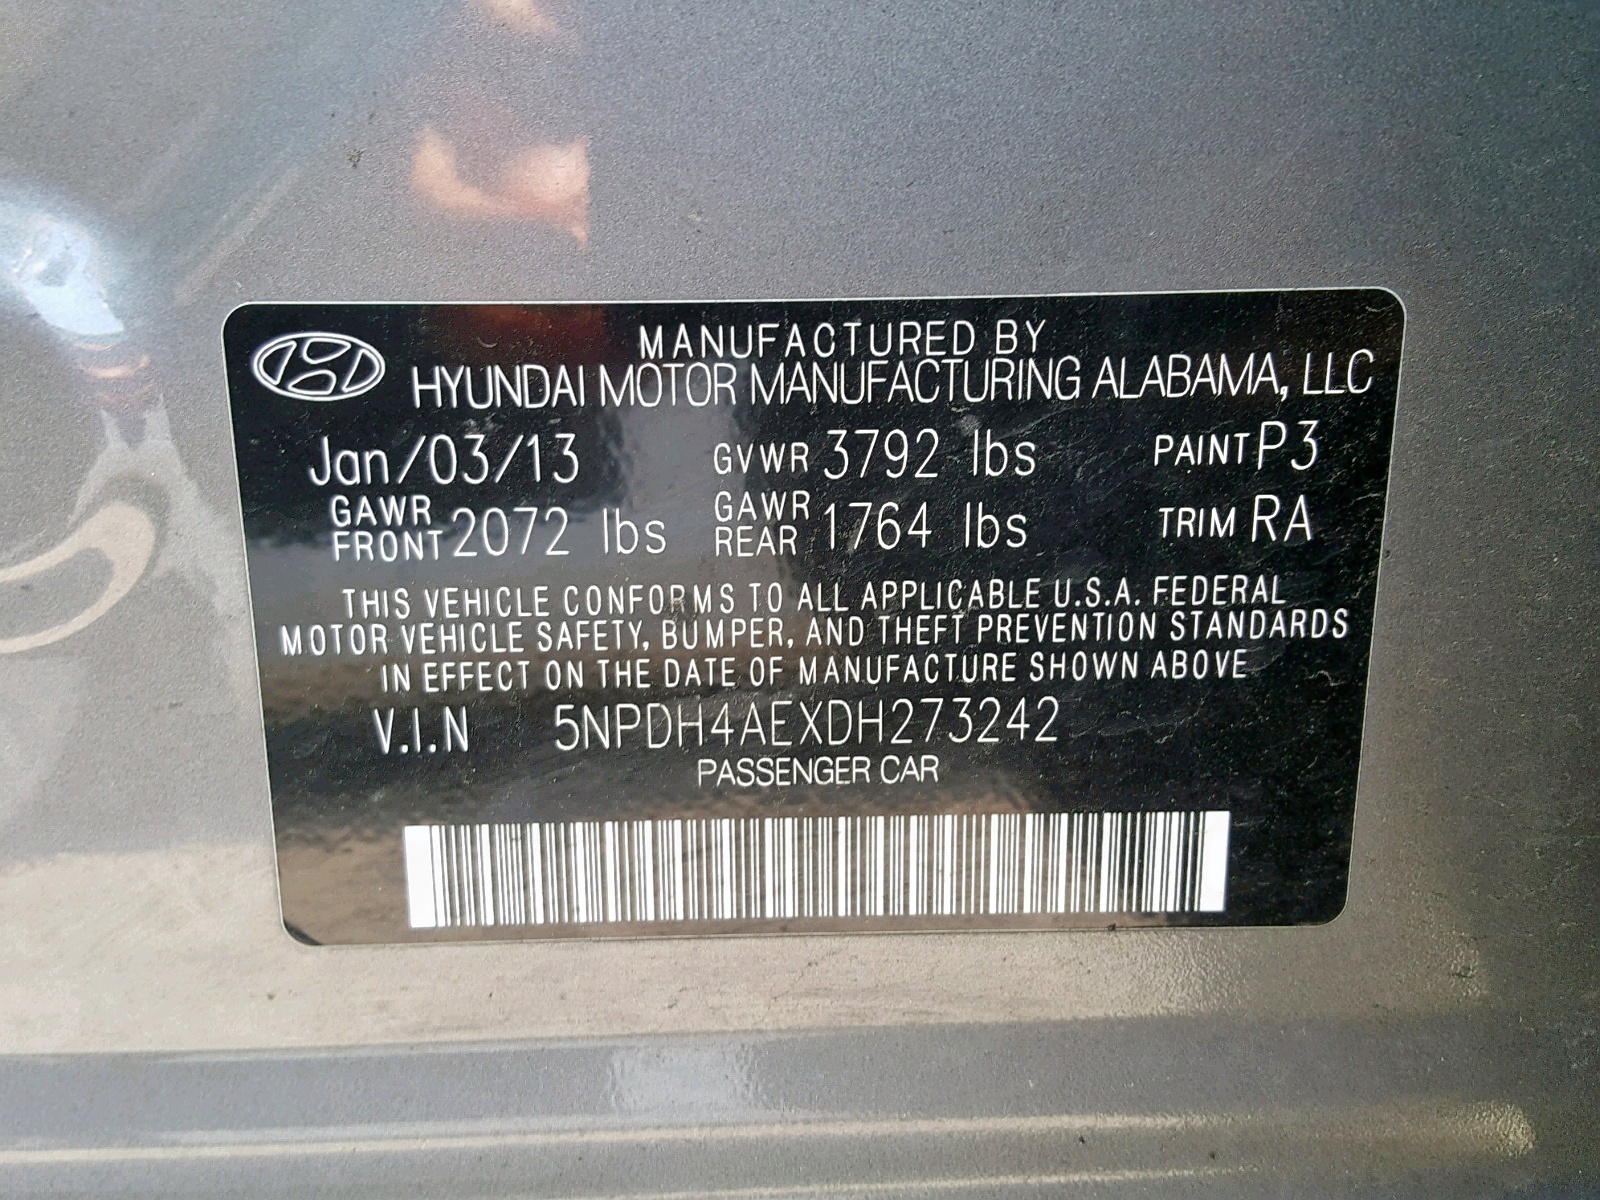 MANUFACTURED BY
HYUNDAI MOTOR MANUFACTURING ALABAMA, LLC
Jan/03/13 GVWR 3792 lbs PAINT P3
GAWR FRONT 2072 lbs GAWR REAR 1764 lbs TRIM RA
THIS VEHICLE CONFORMS TO ALL APPLICABLE U.S.A. FEDERAL
MOTOR VEHICLE SAFETY, BUMPER, AND THEFT PREVENTION STANDARDS
IN EFFECT ON THE DATE OF MANUFACTURE SHOWN ABOVE
V.I.N 5NPDH4AEXDH273242
PASSENGER CAR